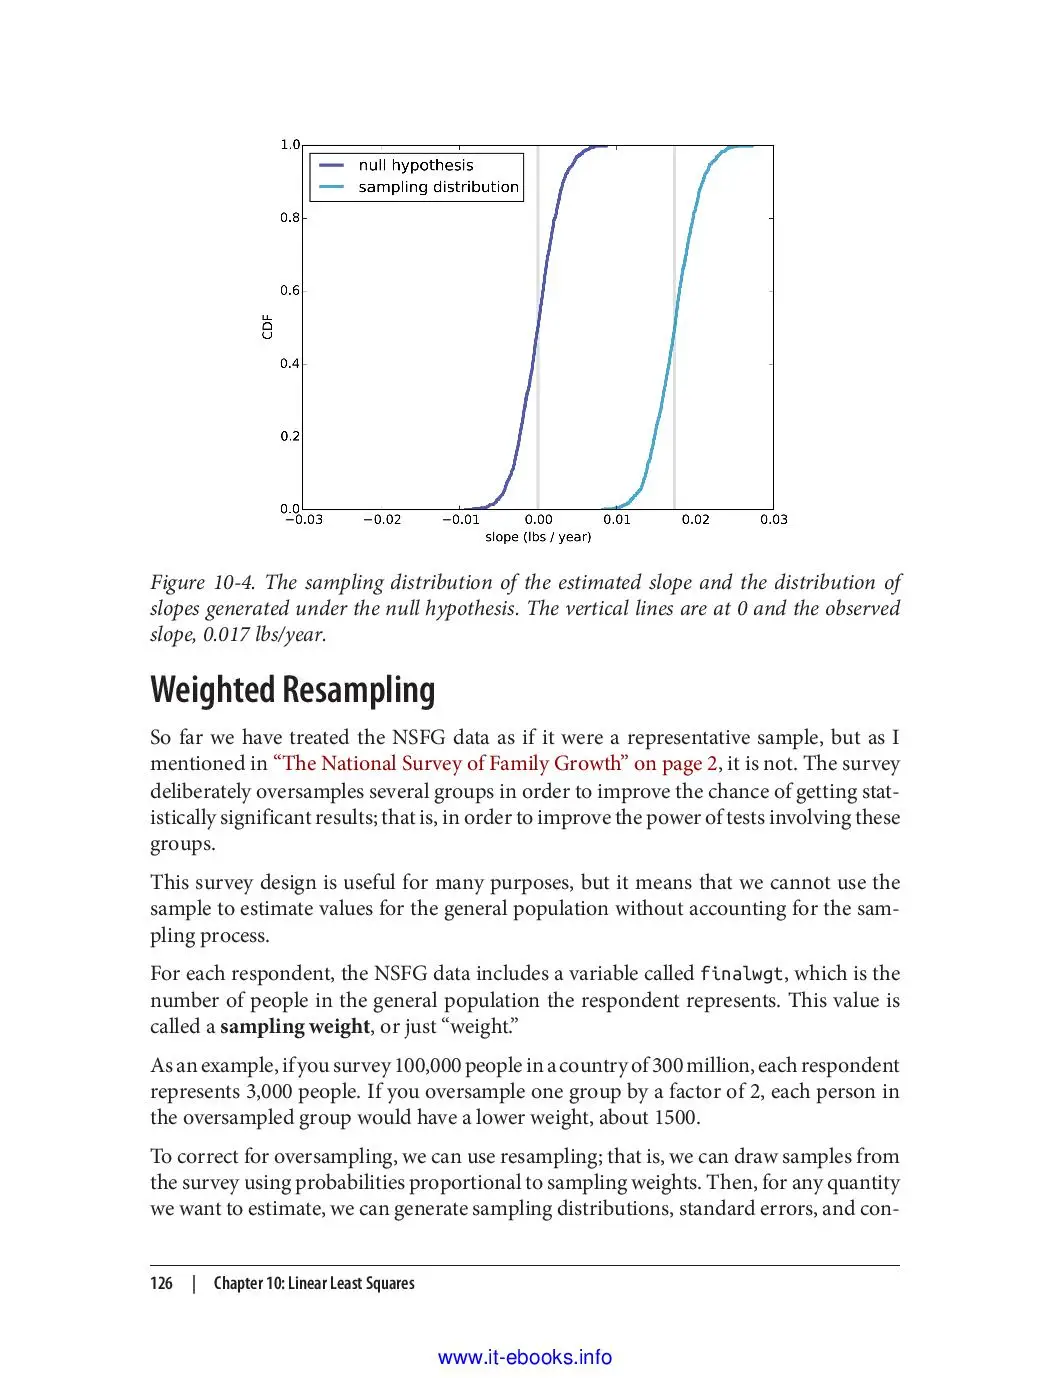 1.0
null hypothesis
sampling distribution
0.8
0.6
CDF
0.4
0.2
0.0
−0.03 −0.02 −0.01 0.00 0.01 0.02 0.03
slope (lbs / year)
Figure 10-4. The sampling distribution of the estimated slope and the distribution of
slopes generated under the null hypothesis. The vertical lines are at 0 and the observed
slope, 0.017 lbs/year.
Weighted Resampling
So far we have treated the NSFG data as if it were a representative sample, but as I
mentioned in “The National Survey of Family Growth” on page 2, it is not. The survey
deliberately oversamples several groups in order to improve the chance of getting stat-
istically significant results; that is, in order to improve the power of tests involving these
groups.
This survey design is useful for many purposes, but it means that we cannot use the
sample to estimate values for the general population without accounting for the sam-
pling process.
For each respondent, the NSFG data includes a variable called finalwgt, which is the
number of people in the general population the respondent represents. This value is
called a sampling weight, or just “weight.”
As an example, if you survey 100,000 people in a country of 300 million, each respondent
represents 3,000 people. If you oversample one group by a factor of 2, each person in
the oversampled group would have a lower weight, about 1500.
To correct for oversampling, we can use resampling; that is, we can draw samples from
the survey using probabilities proportional to sampling weights. Then, for any quantity
we want to estimate, we can generate sampling distributions, standard errors, and con-
126 | Chapter 10: Linear Least Squares
www.it-ebooks.info